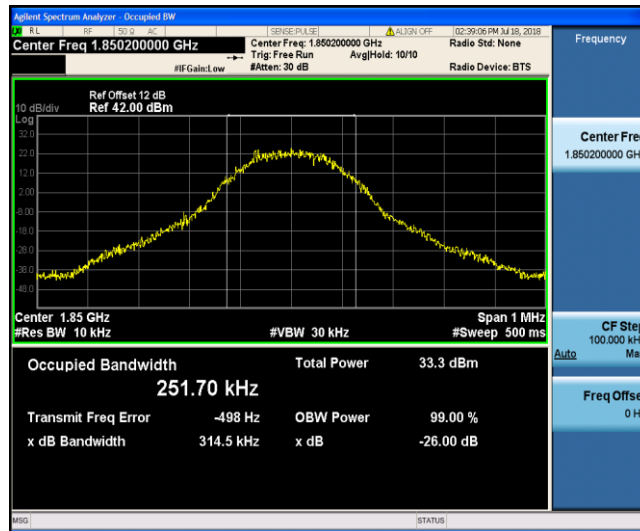 Agilent Spectrum Analyzer - Occupied BW
RL RF 50 Ω AC SENSE:PULSE ALIGN OFF 02:39:06 PM Jul 18, 2018
Center Freq 1.850200000 GHz
Center Freq: 1.850200000 GHz
Radio Std: None
Trig: Free Run Avg|Hold: 10/10
#IFGain:Low
#Atten: 30 dB
Radio Device: BTS
Ref Offset 12 dB
10 dB/div Ref 42.00 dBm
Log
32.0
22.0
12.0
2.00
-8.00
-18.0
-28.0
-38.0
-48.0
Center 1.85 GHz Span 1 MHz
#Res BW 10 kHz #VBW 30 kHz #Sweep 500 ms
Occupied Bandwidth Total Power 33.3 dBm
251.70 kHz
Transmit Freq Error -498 Hz OBW Power 99.00 %
x dB Bandwidth 314.5 kHz x dB -26.00 dB
MSG STATUS
Frequency
Center Fre
1.850200000 GH
CF Step
100.000 kH
Auto Ma
Freq Offse
0 H